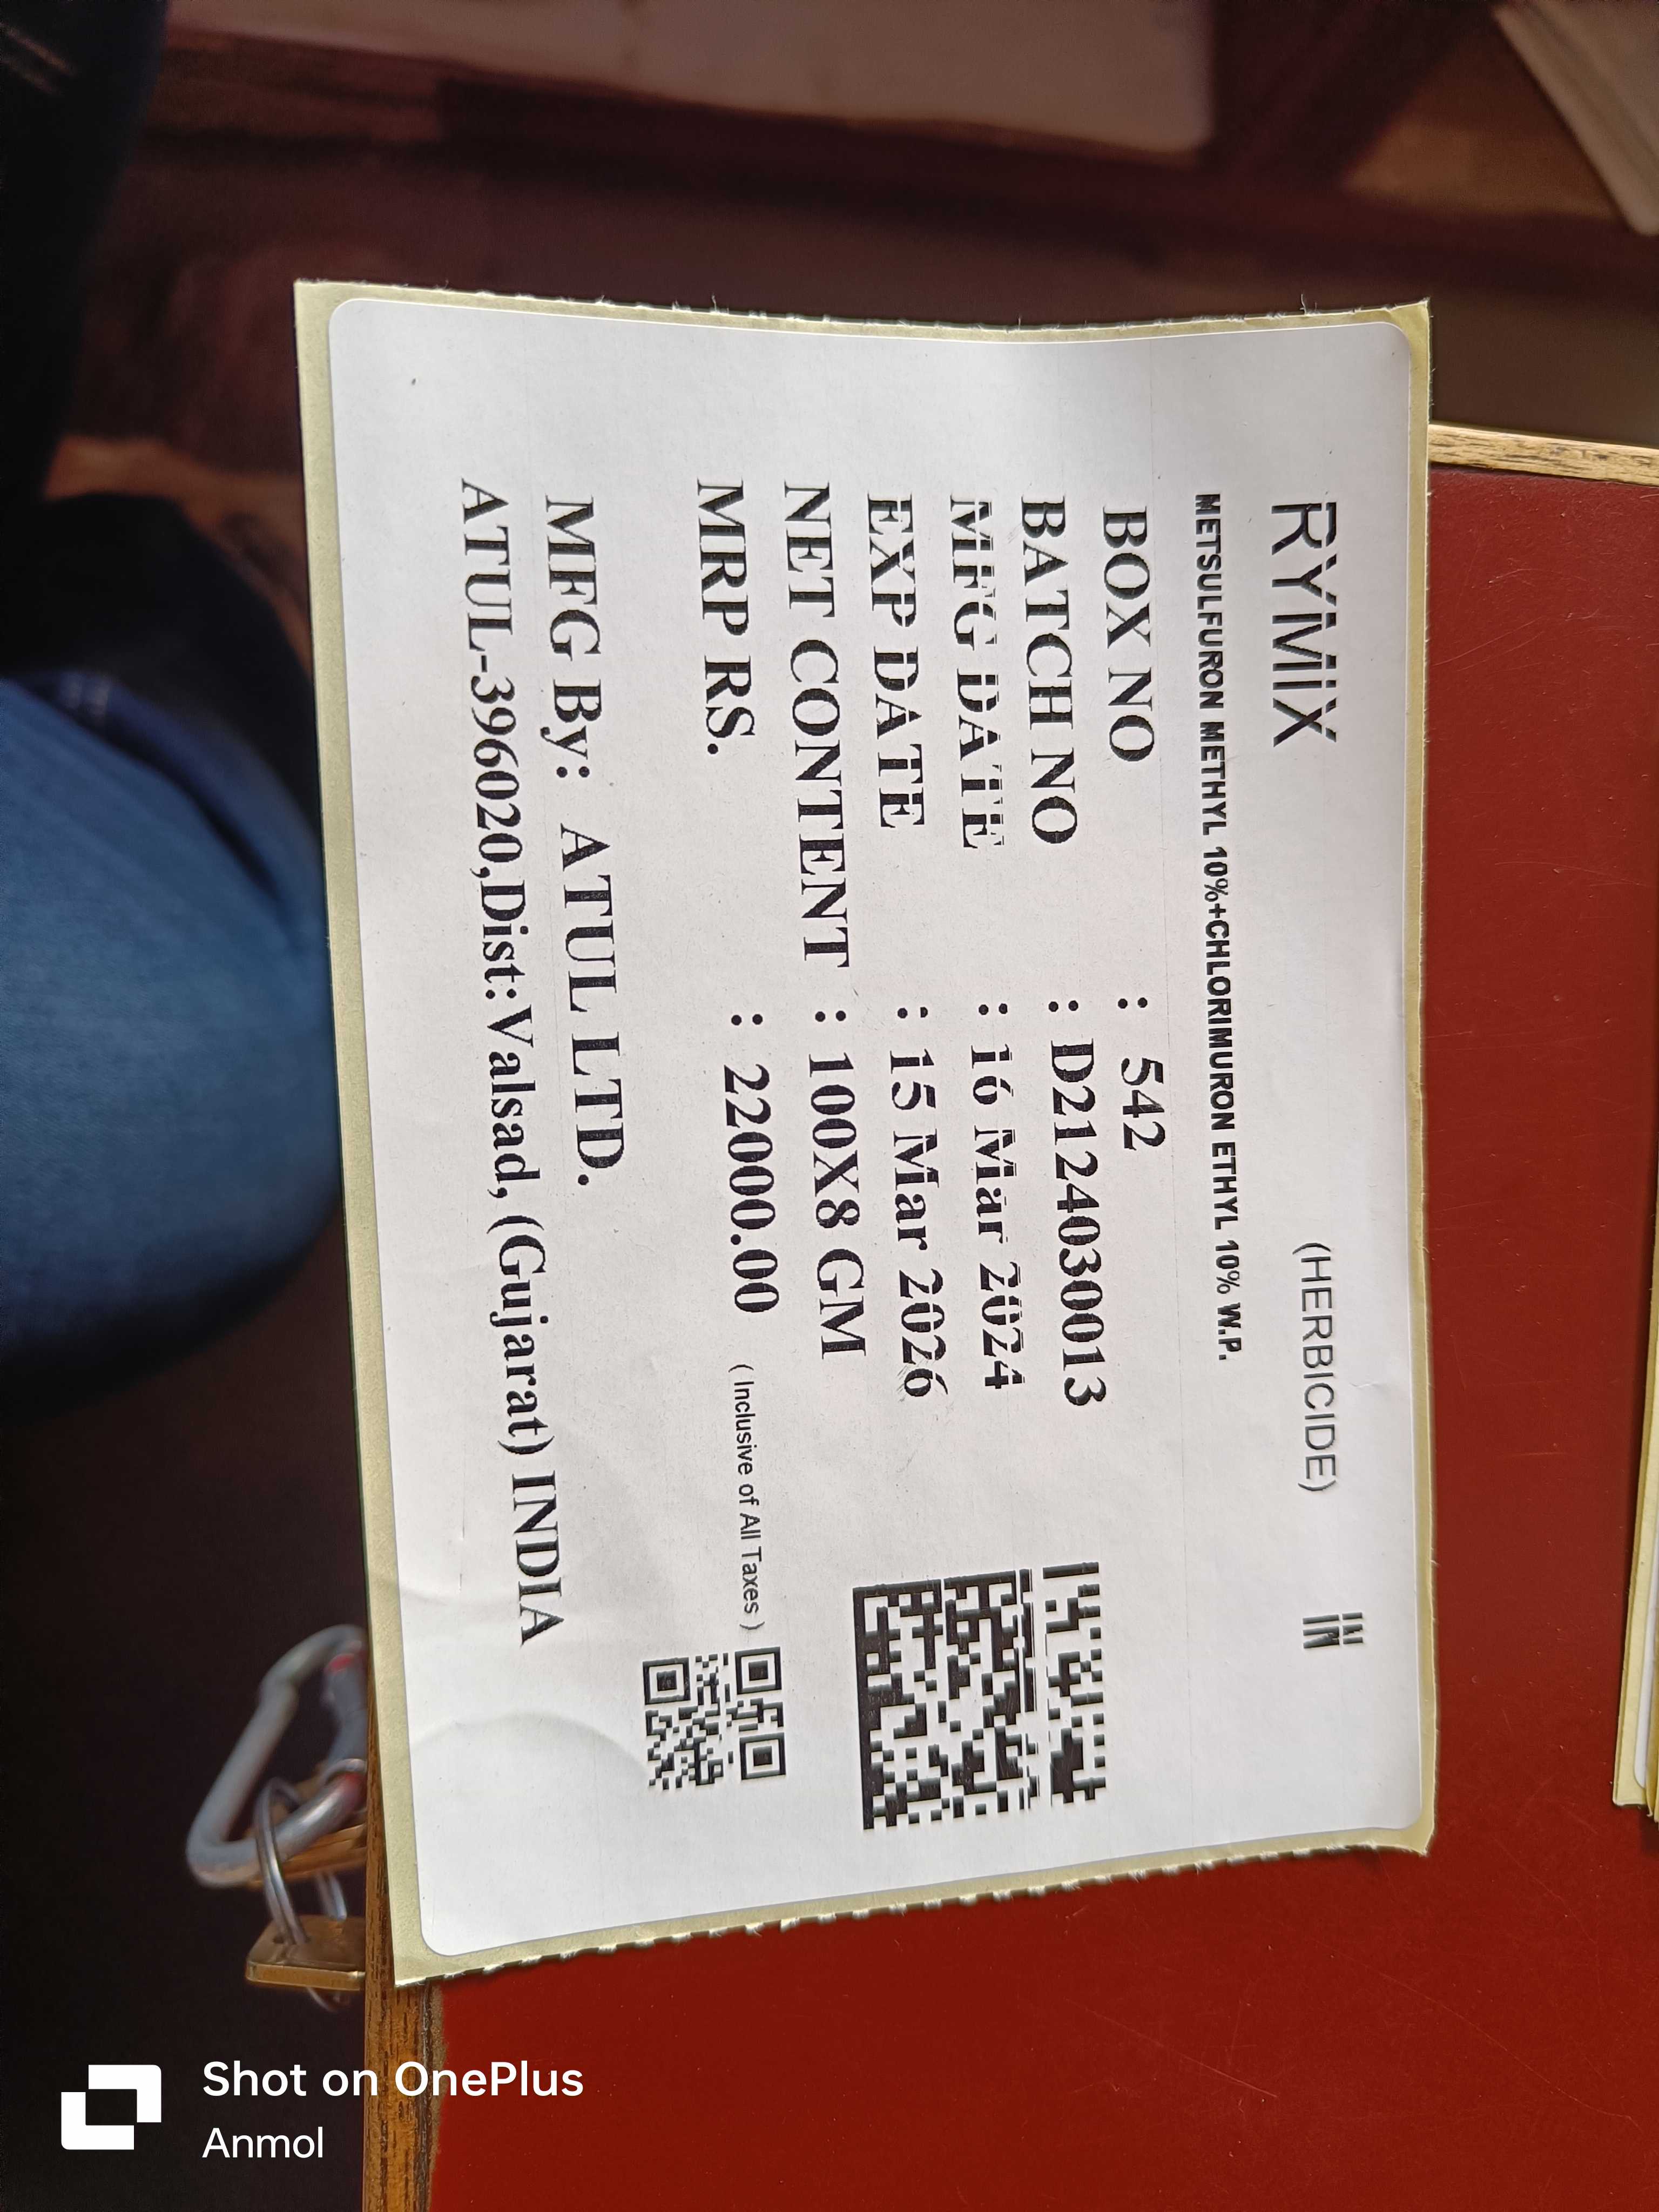 RYMIX (HERBICIDE) IN
METSULFURON METHYL 10%+CHLORIMURON ETHYL 10% W.P.
BOX NO : 542
BATCH NO : D2124030013
MFG DATE : 16 Mar 2024
EXP DATE : 15 Mar 2026
NET CONTENT : 100X8 GM
MRP RS. : 22000.00 ( Inclusive of All Taxes )
MFG By: ATUL LTD.
ATUL-396020,Dist:Valsad, (Gujarat) INDIA
Shot on OnePlus
Anmol